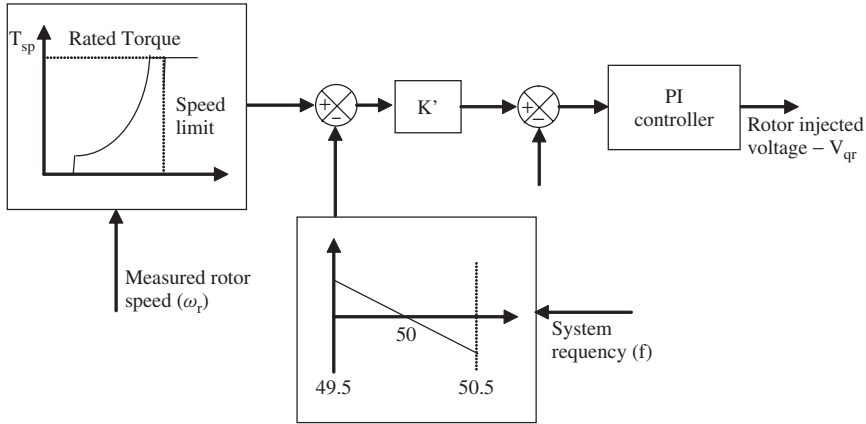 T_sp
Rated Torque
Speed
limit
+
−
K’
+
−
PI
controller
Rotor injected
voltage – V_qr
Measured rotor
speed (ω_r)
50
49.5
50.5
System
requency (f)